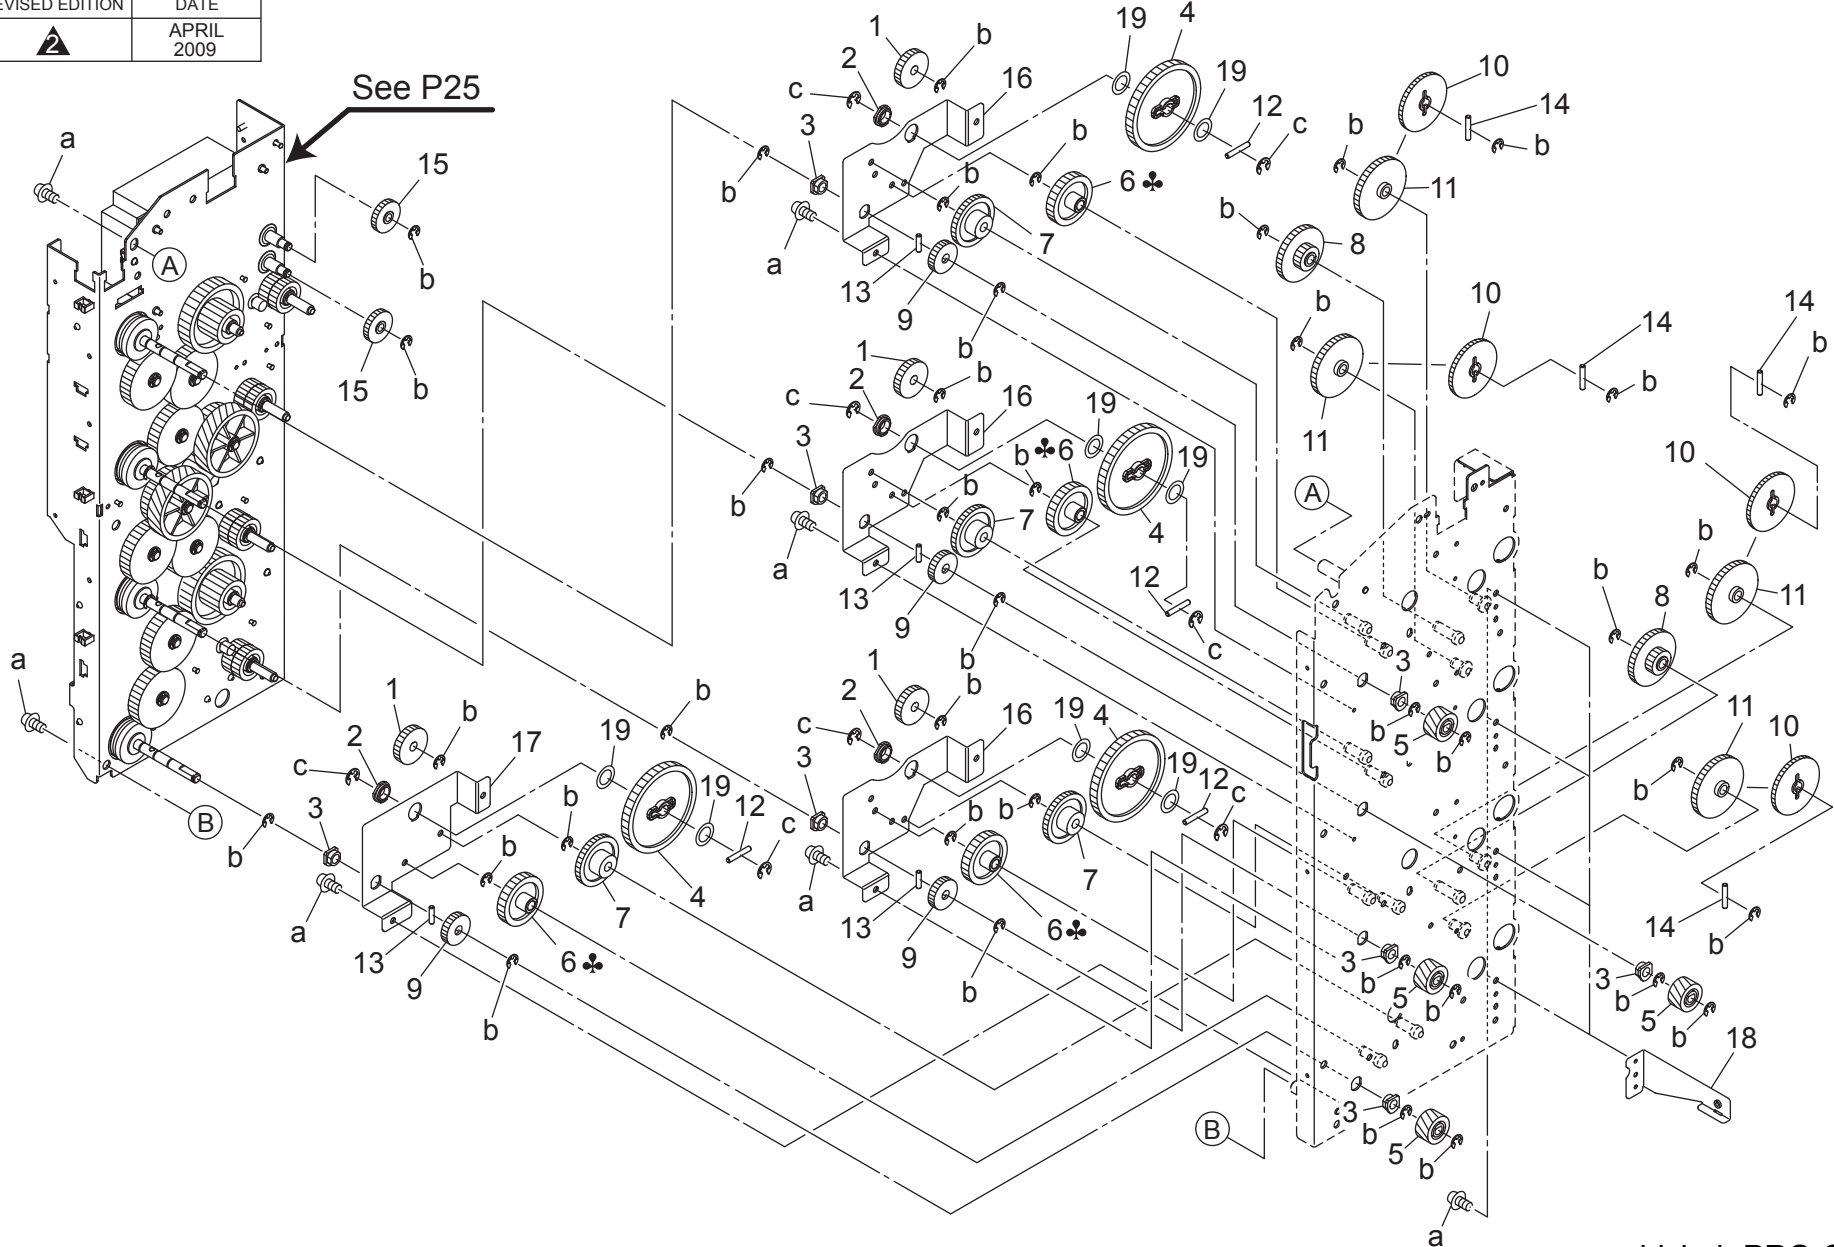 REVISED EDITION DATE
2 APRIL
2009
See P25
1 b 19 4
c 2 16 19 10
a 3 12 14
b b c b b
15 6♣ 11
b a 7 8
A 13 9 b
b 10
15 b 1 b 14 14
b c 2 16 19 b b
3 b ♣6 19 11 10
b 7 4 A
a 13 12 b
9 b c 8 11
a 1 b b 3
1 b b 2 16 19 4 b 5 b 11 10
2 17 19 c 3 19 12 b
c b 19 12 b c
B 3 b c b 7
b a 14 b
a 4 13
7 9 6♣ 3 b 3
13 6♣ b 5 b b
9 5 b
b 18
B 3 b
5 b
a